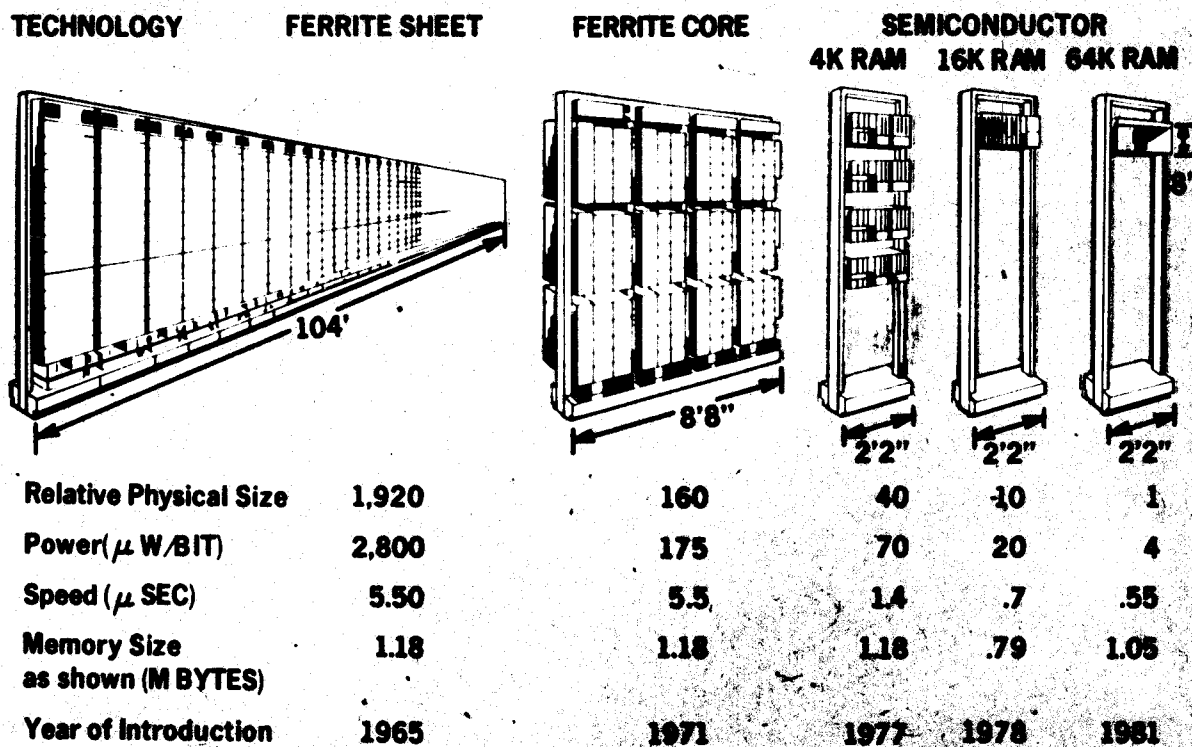 TECHNOLOGY FERRITE SHEET FERRITE CORE SEMICONDUCTOR
4K RAM 16K RAM 64K RAM
8"
104'
8'8"
2'2" 2'2" 2'2"
Relative Physical Size 1,920 160 40 10 1
Power(μ W/BIT) 2,800 175 70 20 4
Speed (μ SEC) 5.50 5.5 1.4 .7 .55
Memory Size 1.18 1.18 1.18 .79 1.05
as shown (M BYTES)
Year of Introduction 1965 1971 1977 1978 1981